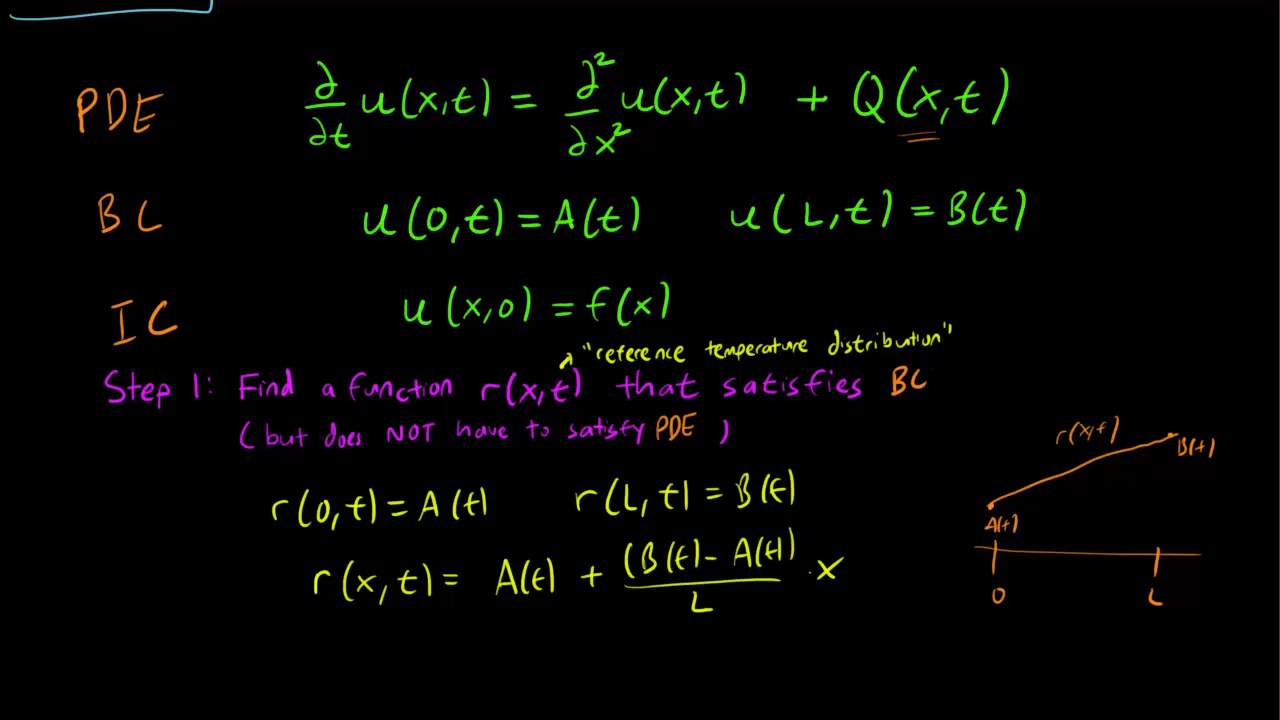 PDE ∂/∂t u(x,t) = ∂²/∂x² u(x,t) + Q(x,t)
BC u(0,t) = A(t) u(L,t) = B(t)
IC u(x,0) = f(x)
"reference temperature distribution"
Step 1: Find a function r(x,t) that satisfies BC
(but does NOT have to satisfy PDE)
r(x,t)
B(t)
r(0,t) = A(t) r(L,t) = B(t)
A(t)
r(x,t) = A(t) + (B(t) - A(t))/L · x
0 L